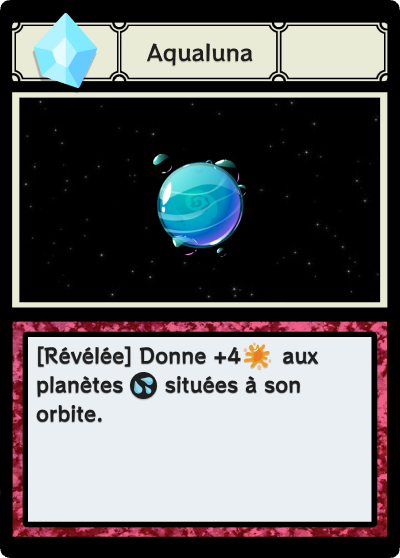 Aqualuna
[Révélée] Donne +4 aux
planètes situées à son
orbite.